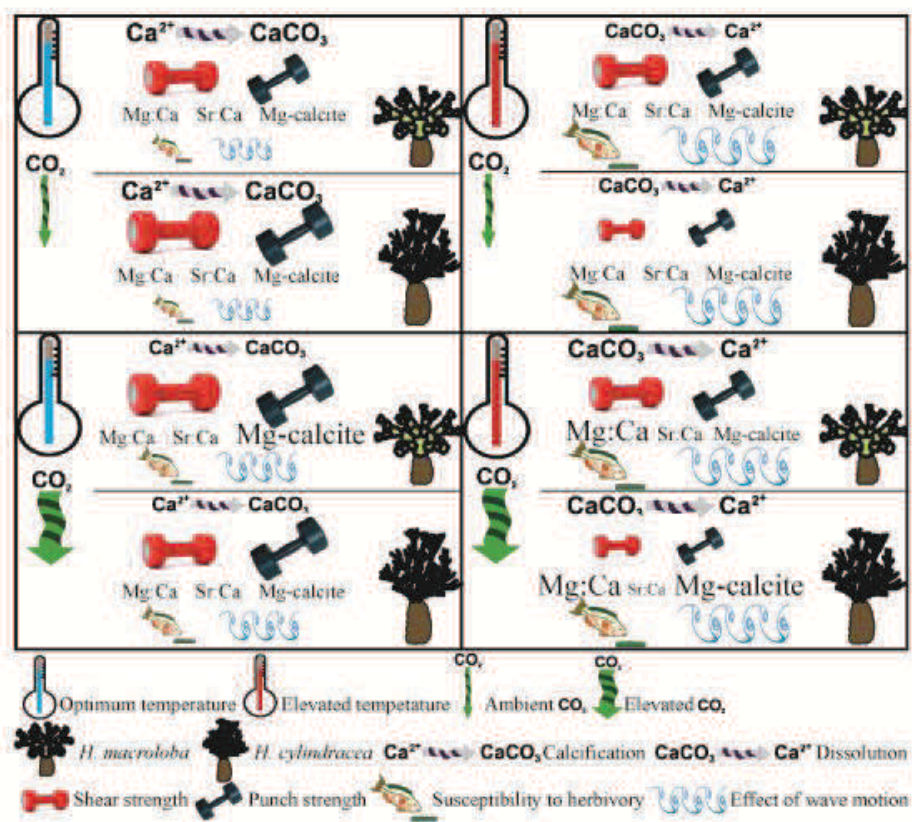 Ca²⁺ CaCO₃
Mg:Ca Sr:Ca Mg-calcite
CO₂
Ca²⁺ CaCO₃
Mg:Ca Sr:Ca Mg-calcite
CaCO₃ Ca²⁺
Mg:Ca Sr:Ca Mg-calcite
CO₂
CaCO₃ Ca²⁺
Mg:Ca Sr:Ca Mg-calcite
Ca²⁺ CaCO₃
Mg:Ca Sr:Ca Mg-calcite
CO₂
Ca²⁺ CaCO₃
Mg:Ca Sr:Ca Mg-calcite
CaCO₃ Ca²⁺
Mg:Ca Sr:Ca Mg-calcite
CO₂
CaCO₃ Ca²⁺
Mg:Ca Sr:Ca Mg-calcite
CO₂ CO₂
Optimum temperature Elevated tempetature Ambient CO₂ Elevated CO₂
H. macroloba H. cylindracea Ca²⁺ CaCO₃ Calcification CaCO₃ Ca²⁺ Dissolution
Shear strength Punch strength Susceptibility to herbivory Effect of wave motion